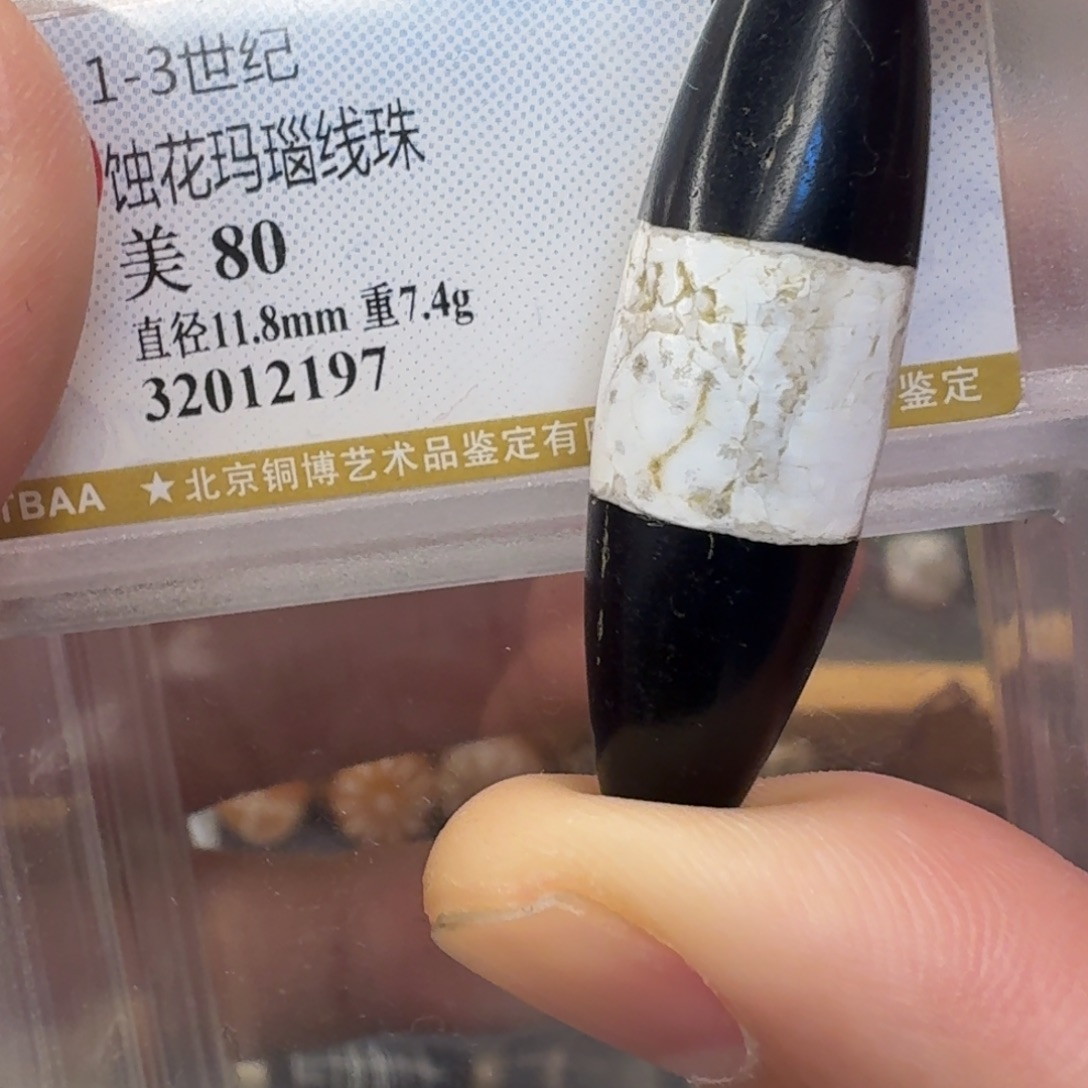 1-3世纪
蚀花玛瑙线珠
美 80
直径11.8mm 重7.4g
32012197
TBAA ★北京铜博艺术品鉴定有 鉴定